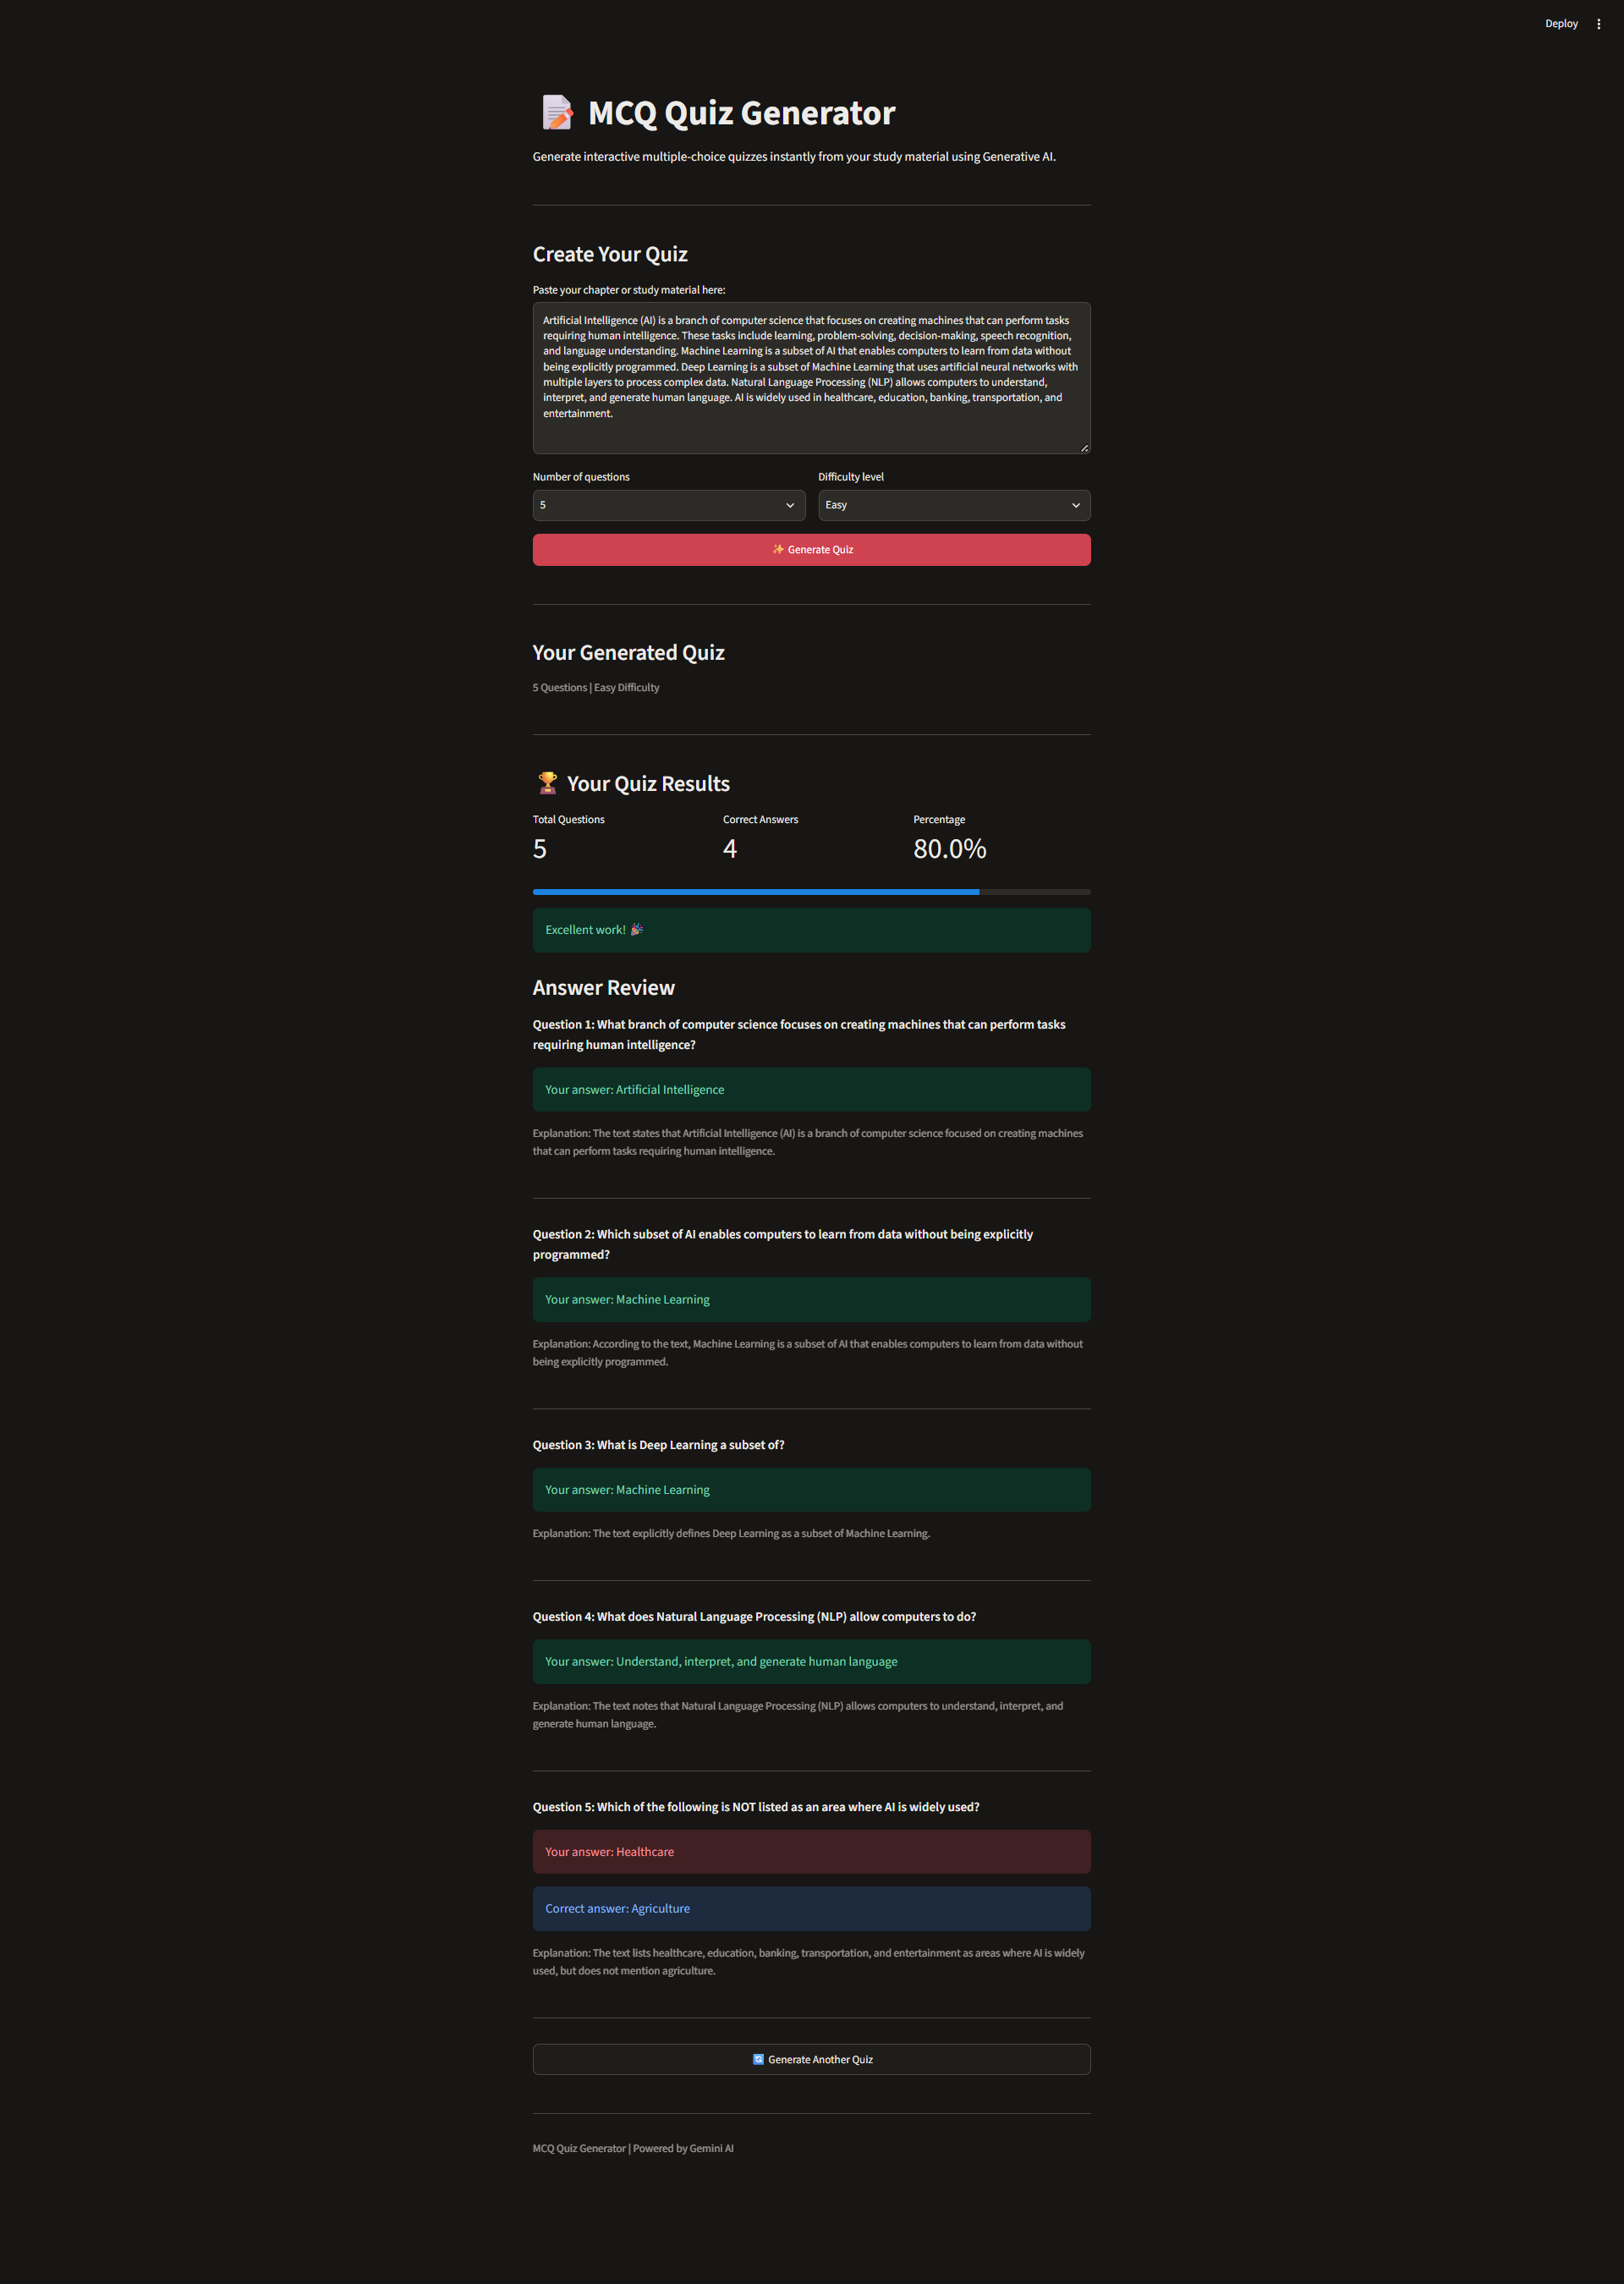 Deploy
MCQ Quiz Generator
Generate interactive multiple-choice quizzes instantly from your study material using Generative AI.
Create Your Quiz
Paste your chapter or study material here:
Artificial Intelligence (AI) is a branch of computer science that focuses on creating machines that can perform tasks
requiring human intelligence. These tasks include learning, problem-solving, decision-making, speech recognition,
and language understanding. Machine Learning is a subset of AI that enables computers to learn from data without
being explicitly programmed. Deep Learning is a subset of Machine Learning that uses artificial neural networks with
multiple layers to process complex data. Natural Language Processing (NLP) allows computers to understand,
interpret, and generate human language. AI is widely used in healthcare, education, banking, transportation, and
entertainment.
Number of questions
Difficulty level
5
Easy
✨ Generate Quiz
Your Generated Quiz
5 Questions | Easy Difficulty
🏆 Your Quiz Results
Total Questions
Correct Answers
Percentage
5
4
80.0%
Excellent work! 🎉
Answer Review
Question 1: What branch of computer science focuses on creating machines that can perform tasks
requiring human intelligence?
Your answer: Artificial Intelligence
Explanation: The text states that Artificial Intelligence (AI) is a branch of computer science focused on creating machines
that can perform tasks requiring human intelligence.
Question 2: Which subset of AI enables computers to learn from data without being explicitly
programmed?
Your answer: Machine Learning
Explanation: According to the text, Machine Learning is a subset of AI that enables computers to learn from data without
being explicitly programmed.
Question 3: What is Deep Learning a subset of?
Your answer: Machine Learning
Explanation: The text explicitly defines Deep Learning as a subset of Machine Learning.
Question 4: What does Natural Language Processing (NLP) allow computers to do?
Your answer: Understand, interpret, and generate human language
Explanation: The text notes that Natural Language Processing (NLP) allows computers to understand, interpret, and
generate human language.
Question 5: Which of the following is NOT listed as an area where AI is widely used?
Your answer: Healthcare
Correct answer: Agriculture
Explanation: The text lists healthcare, education, banking, transportation, and entertainment as areas where AI is widely
used, but does not mention agriculture.
🔄 Generate Another Quiz
MCQ Quiz Generator | Powered by Gemini AI